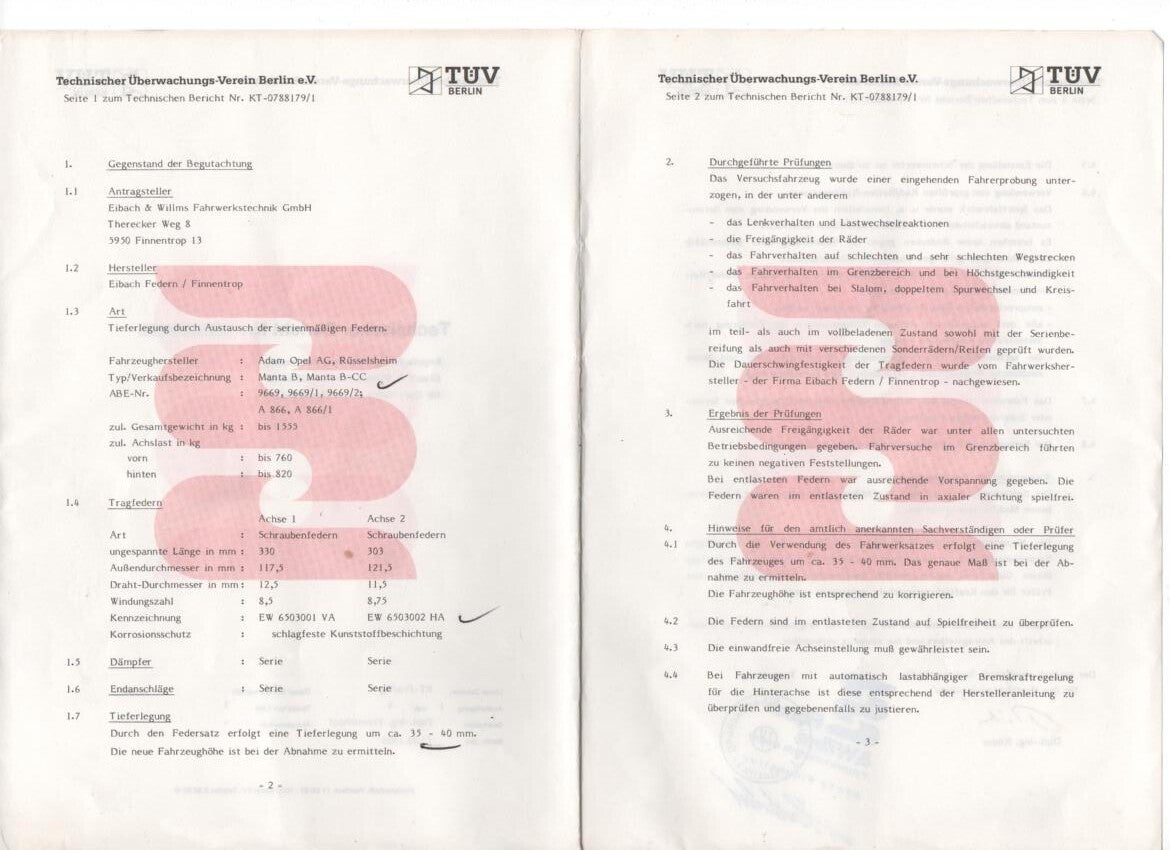 Technischer Überwachungs-Verein Berlin e.V.
TÜV
BERLIN
Seite 1 zum Technischen Bericht Nr. KT-0788179/1
1. Gegenstand der Begutachtung
1.1 Antragsteller
Eibach & Willms Fahrwerkstechnik GmbH
Therecker Weg 8
5950 Finnentrop 13
1.2 Hersteller
Eibach Federn / Finnentrop
1.3 Art
Tieferlegung durch Austausch der serienmäßigen Federn.
Fahrzeughersteller : Adam Opel AG, Rüsselsheim
Typ/Verkaufsbezeichnung : Manta B, Manta B-CC
ABE-Nr. : 9669, 9669/1, 9669/2;
A 866, A 866/1
zul. Gesamtgewicht in kg : bis 1555
zul. Achslast in kg
vorn : bis 760
hinten : bis 820
1.4 Tragfedern
Achse 1 Achse 2
Art : Schraubenfedern Schraubenfedern
ungespannte Länge in mm : 330 303
Außendurchmesser in mm : 117,5 121,5
Draht-Durchmesser in mm : 12,5 11,5
Windungszahl : 8,5 8,75
Kennzeichnung : EW 6503001 VA EW 6503002 HA
Korrosionsschutz : schlagfeste Kunststoffbeschichtung
1.5 Dämpfer : Serie Serie
1.6 Endanschläge : Serie Serie
1.7 Tieferlegung
Durch den Federsatz erfolgt eine Tieferlegung um ca. 35 - 40 mm.
Die neue Fahrzeughöhe ist bei der Abnahme zu ermitteln.
- 2 -
Technischer Überwachungs-Verein Berlin e.V.
TÜV
BERLIN
Seite 2 zum Technischen Bericht Nr. KT-0788179/1
2. Durchgeführte Prüfungen
Das Versuchsfahrzeug wurde einer eingehenden Fahrerprobung unter-
zogen, in der unter anderem
- das Lenkverhalten und Lastwechselreaktionen
- die Freigängigkeit der Räder
- das Fahrverhalten auf schlechten und sehr schlechten Wegstrecken
- das Fahrverhalten im Grenzbereich und bei Höchstgeschwindigkeit
- das Fahrverhalten bei Slalom, doppeltem Spurwechsel und Kreis-
fahrt
im teil- als auch im vollbeladenen Zustand sowohl mit der Serienbe-
reifung als auch mit verschiedenen Sonderrädern/Reifen geprüft wurden.
Die Dauerschwingfestigkeit der Tragfedern wurde vom Fahrwerksher-
steller - der Firma Eibach Federn / Finnentrop - nachgewiesen.
3. Ergebnis der Prüfungen
Ausreichende Freigängigkeit der Räder war unter allen untersuchten
Betriebsbedingungen gegeben. Fahrversuche im Grenzbereich führten
zu keinen negativen Feststellungen.
Bei entlasteten Federn war ausreichende Vorspannung gegeben. Die
Federn waren im entlasteten Zustand in axialer Richtung spielfrei.
4. Hinweise für den amtlich anerkannten Sachverständigen oder Prüfer
4.1 Durch die Verwendung des Fahrwerksatzes erfolgt eine Tieferlegung
des Fahrzeuges um ca. 35 - 40 mm. Das genaue Maß ist bei der Ab-
nahme zu ermitteln.
Die Fahrzeughöhe ist entsprechend zu korrigieren.
4.2 Die Federn sind im entlasteten Zustand auf Spielfreiheit zu überprüfen.
4.3 Die einwandfreie Achseinstellung muß gewährleistet sein.
4.4 Bei Fahrzeugen mit automatisch lastabhängiger Bremskraftregelung
für die Hinterachse ist diese entsprechend der Herstelleranleitung zu
überprüfen und gegebenenfalls zu justieren.
- 3 -